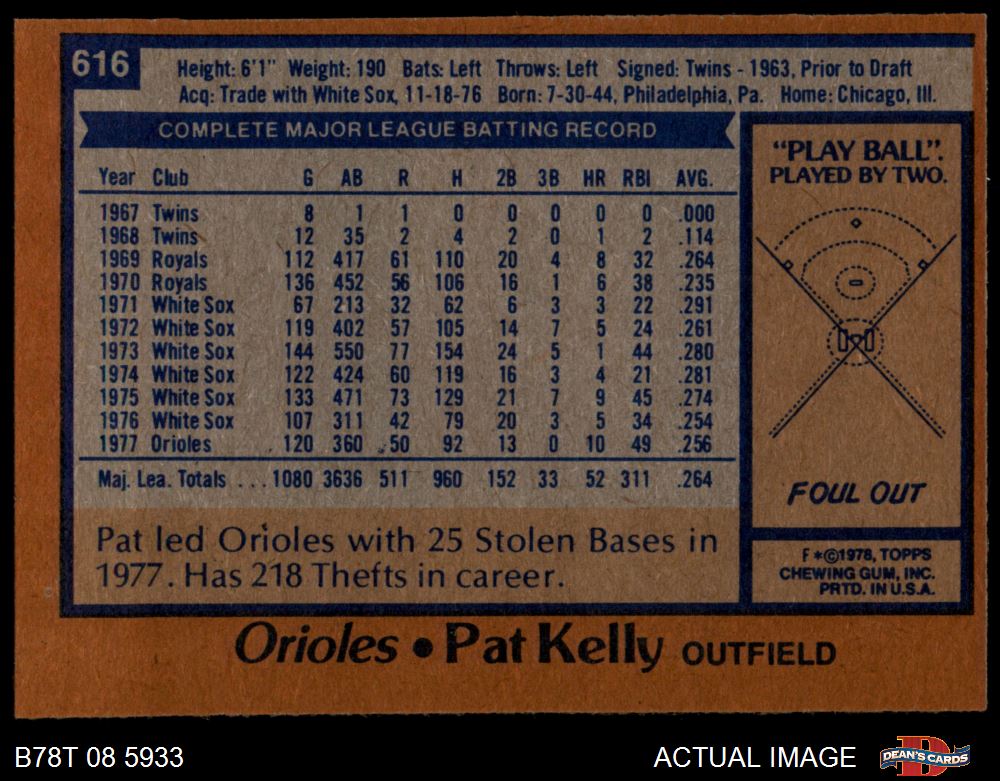 616
Height: 6'1" Weight: 190 Bats: Left Throws: Left Signed: Twins - 1963, Prior to Draft
Acq: Trade with White Sox, 11-18-76 Born: 7-30-44, Philadelphia, Pa. Home: Chicago, Ill.
COMPLETE MAJOR LEAGUE BATTING RECORD
Year Club G AB R H 2B 3B HR RBI AVG.
1967 Twins 8 1 1 0 0 0 0 0 .000
1968 Twins 12 35 2 4 2 0 1 2 .114
1969 Royals 112 417 61 110 20 4 8 32 .264
1970 Royals 136 452 56 106 16 1 6 38 .235
1971 White Sox 67 213 32 62 6 3 3 22 .291
1972 White Sox 119 402 57 105 14 7 5 24 .261
1973 White Sox 144 550 77 154 24 5 1 44 .280
1974 White Sox 122 424 60 119 16 3 4 21 .281
1975 White Sox 133 471 73 129 21 7 9 45 .274
1976 White Sox 107 311 42 79 20 3 5 34 .254
1977 Orioles 120 360 50 92 13 0 10 49 .256
Maj. Lea. Totals ... 1080 3636 511 960 152 33 52 311 .264
Pat led Orioles with 25 Stolen Bases in
1977. Has 218 Thefts in career.
"PLAY BALL".
PLAYED BY TWO.
FOUL OUT
F *©1978, TOPPS
CHEWING GUM, INC.
PRTD. IN U.S.A.
Orioles • Pat Kelly OUTFIELD
B78T 08 5933
ACTUAL IMAGE
DEAN'S CARDS